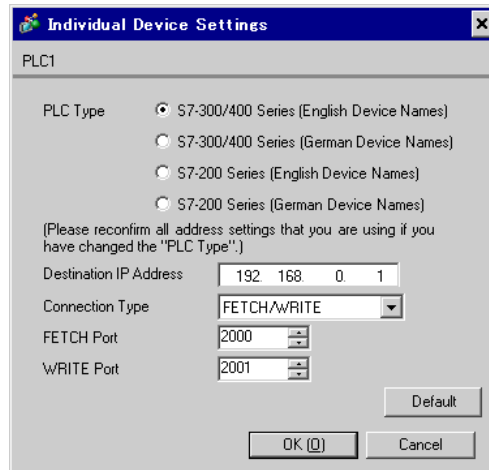 Individual Device Settings
PLC1
PLC Type
S7-300/400 Series (English Device Names)
S7-300/400 Series (German Device Names)
S7-200 Series (English Device Names)
S7-200 Series (German Device Names)
(Please reconfirm all address settings that you are using if you
have changed the "PLC Type".)
Destination IP Address 192. 168. 0. 1
Connection Type FETCH/WRITE
FETCH Port 2000
WRITE Port 2001
Default
OK (O) Cancel